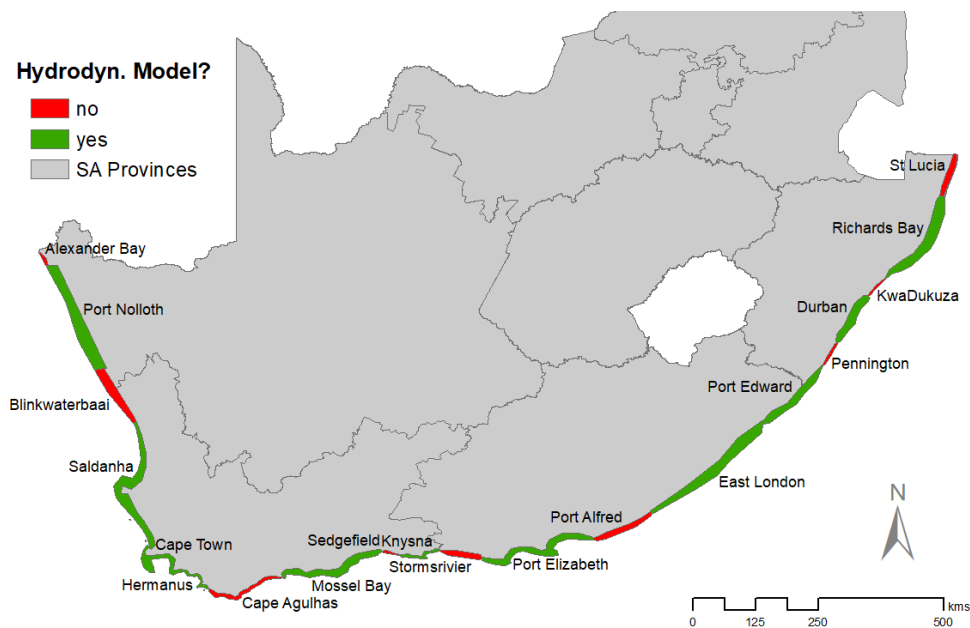 Hydrodyn. Model?
no
yes
SA Provinces
St Lucia
Richards Bay
Alexander Bay
KwaDukuza
Port Nolloth
Durban
Pennington
Port Edward
Blinkwaterbaai
Saldanha
East London
N
Port Alfred
Cape Town
Sedgefield
Knysna
Stormsrivier
Port Elizabeth
Hermanus
Mossel Bay
Cape Agulhas
kms
0 125 250 500